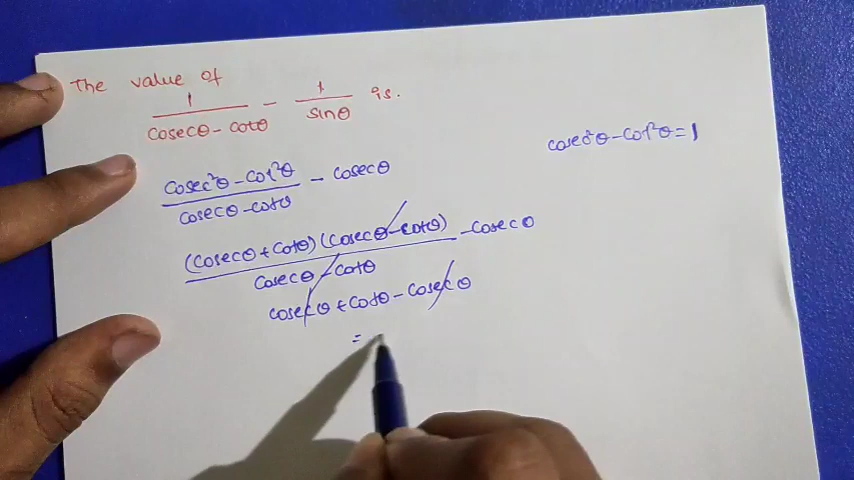 The value of
1/(cosecθ - cotθ) - 1/sinθ is.
cosec²θ - cot²θ = 1
(cosec²θ - cot²θ)/(cosecθ - cotθ) - cosecθ
(cosecθ + cotθ)(cosecθ - cotθ)/(cosecθ - cotθ) - cosecθ
cosecθ + cotθ - cosecθ
=